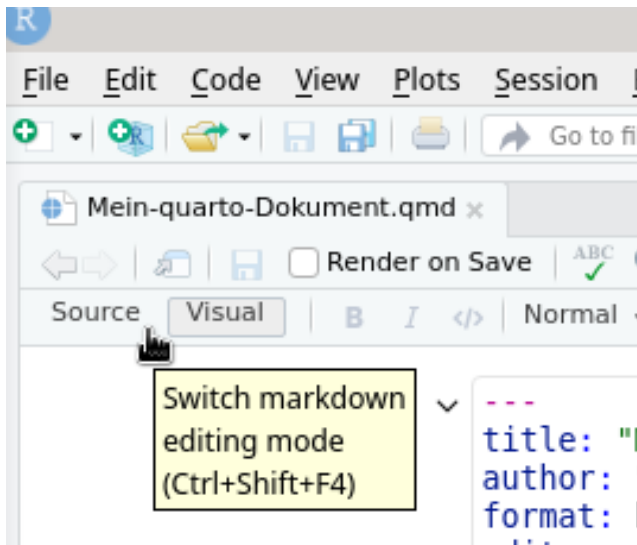 R
File Edit Code View Plots Session
Go to fi
Mein-quarto-Dokument.qmd
Render on Save ABC
Source Visual B I </> Normal
Switch markdown
editing mode
(Ctrl+Shift+F4)
---
title: "
author:
format: